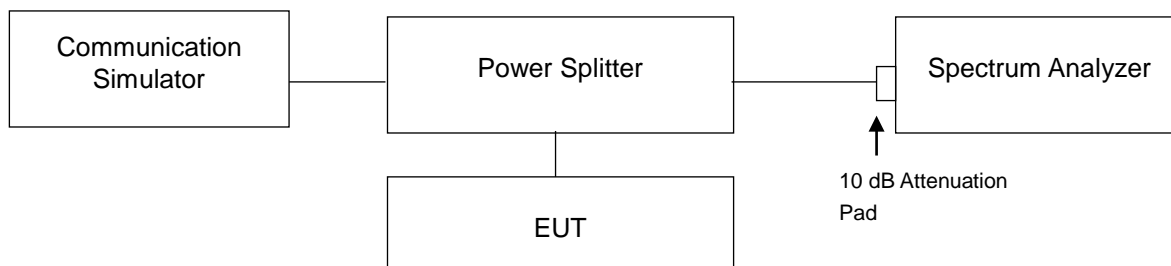 Communication
Simulator
Power Splitter
Spectrum Analyzer
10 dB Attenuation
Pad
EUT